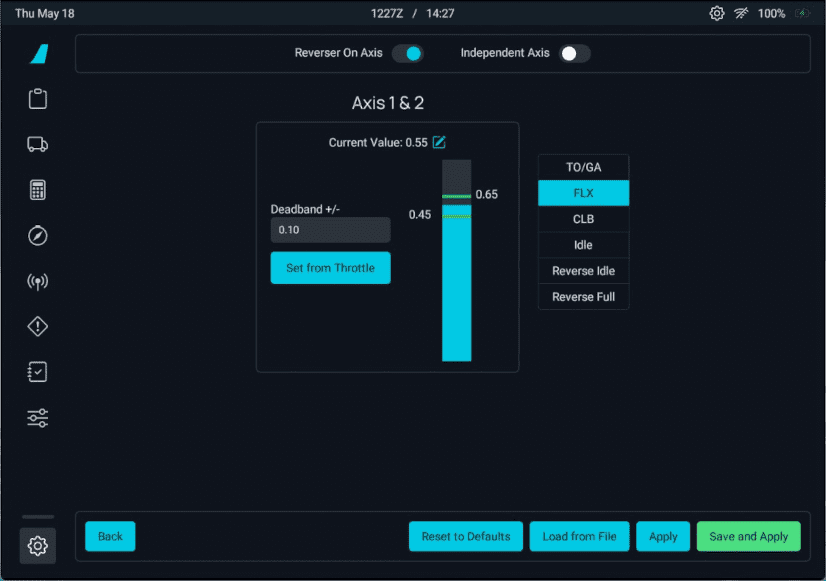 Thu May 18
1227Z / 14:27
100%
Reverser On Axis
Independent Axis
Axis 1 & 2
Current Value: 0.55
0.65
0.45
Deadband +/-
0.10
Set from Throttle
TO/GA
FLX
CLB
Idle
Reverse Idle
Reverse Full
Back
Reset to Defaults
Load from File
Apply
Save and Apply